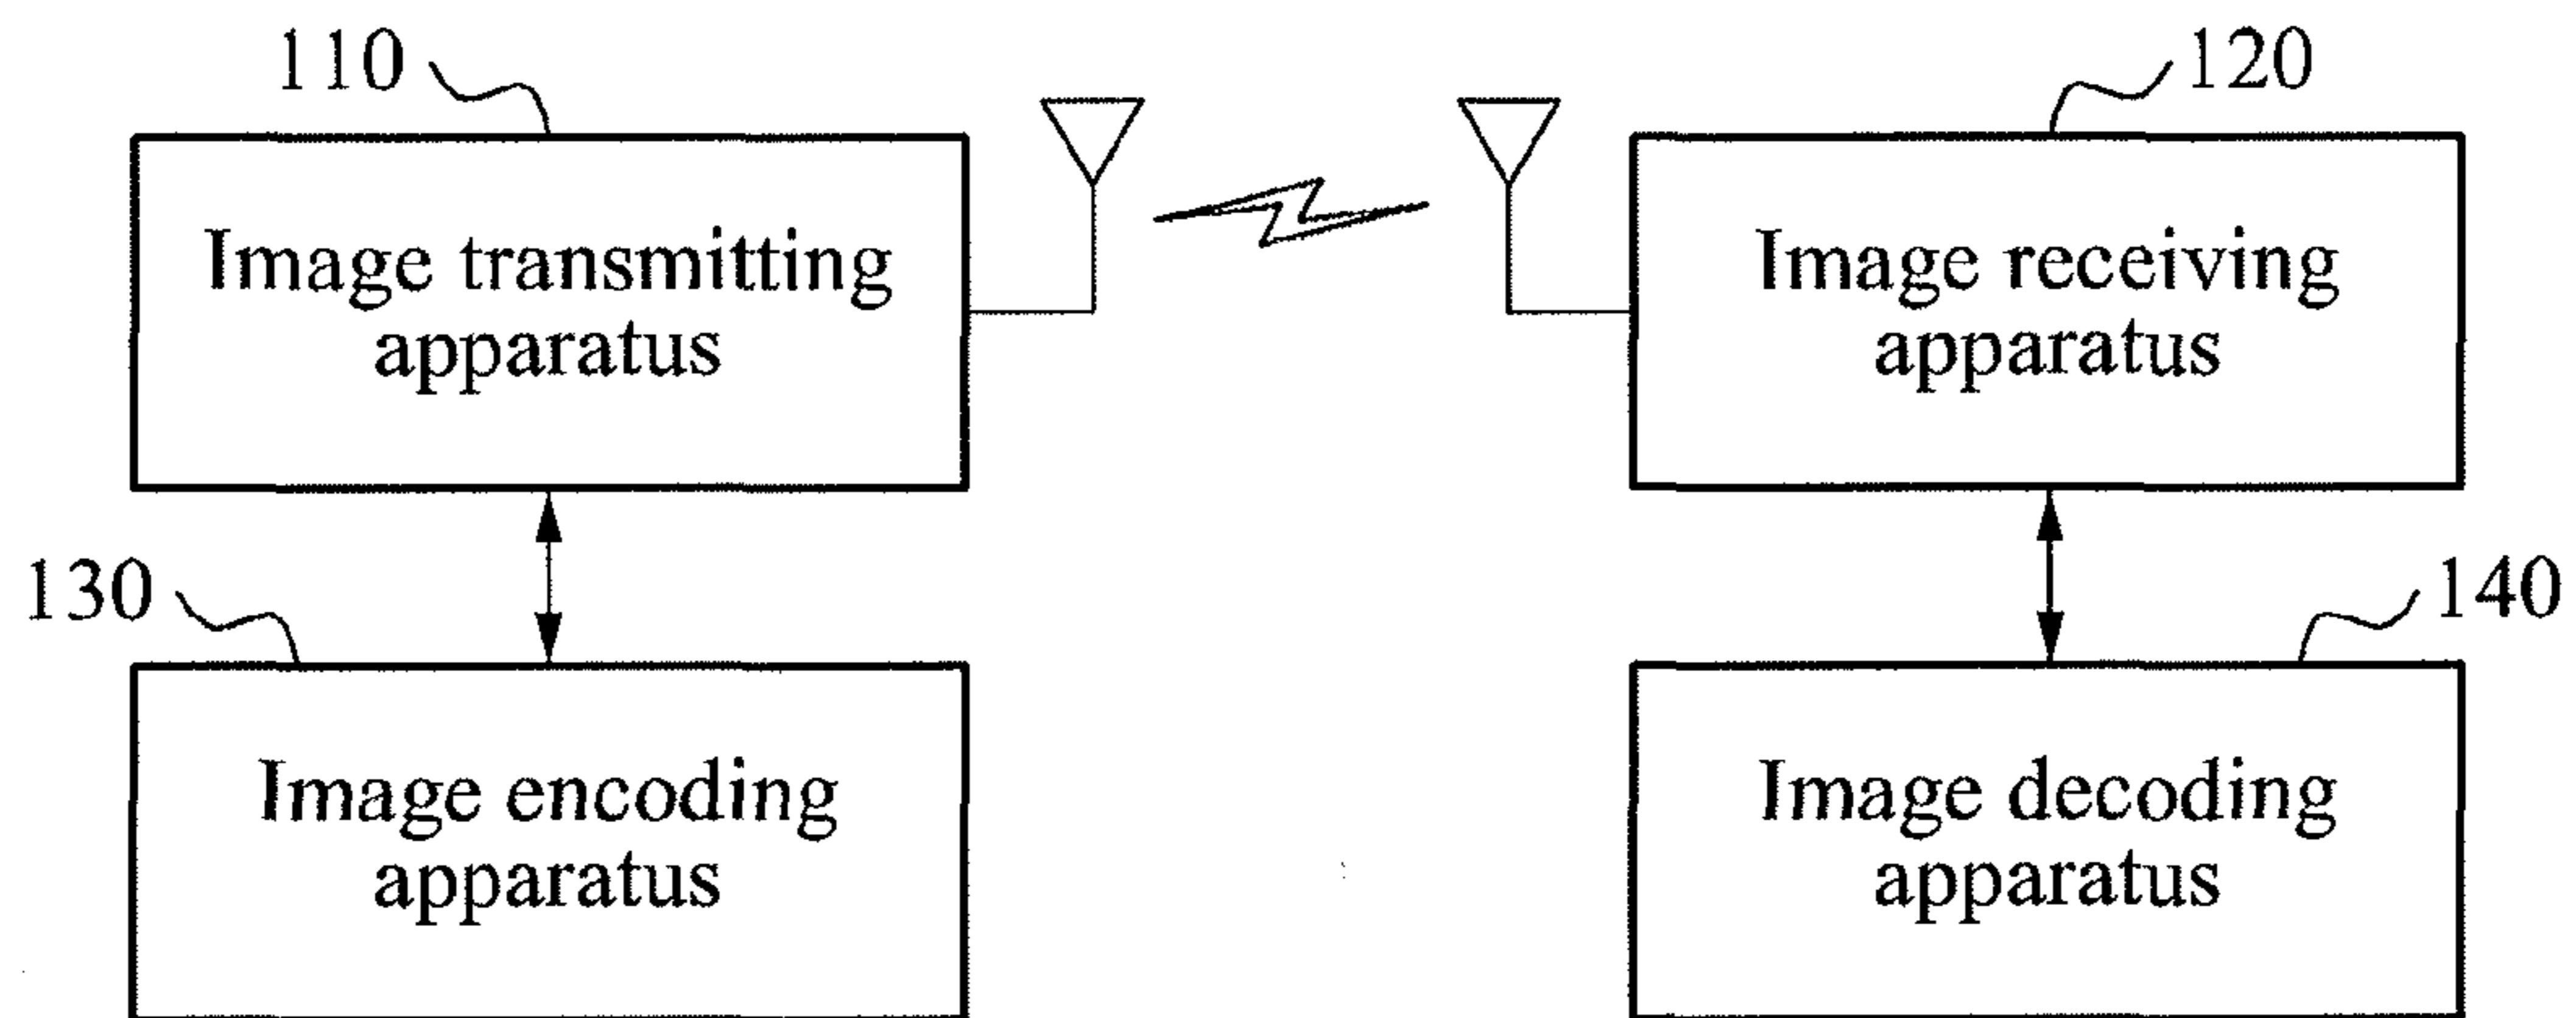 110
120
Image transmitting
apparatus
Image receiving
apparatus
130
140
Image encoding
apparatus
Image decoding
apparatus